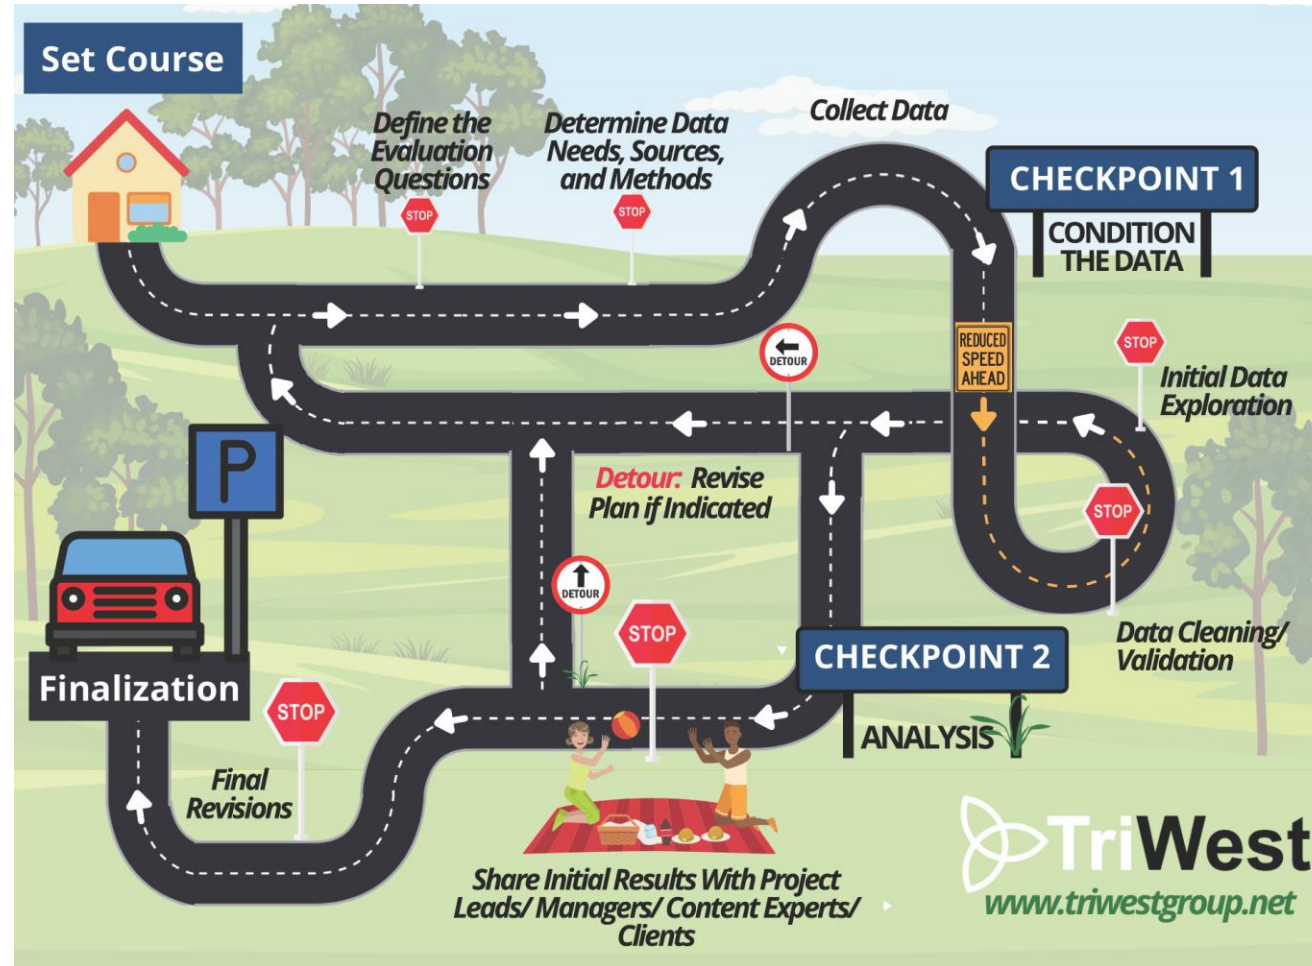 Set Course
Define the
Evaluation
Questions
STOP
Determine Data
Needs, Sources,
and Methods
STOP
Collect Data
CHECKPOINT 1
CONDITION
THE DATA
REDUCED
SPEED
AHEAD
STOP
Initial Data
Exploration
STOP
Data Cleaning/
Validation
DETOUR
Detour: Revise
Plan if Indicated
CHECKPOINT 2
ANALYSIS
STOP
DETOUR
Share Initial Results With Project
Leads/ Managers/ Content Experts/
Clients
STOP
Final
Revisions
P
Finalization
TriWest
www.triwestgroup.net